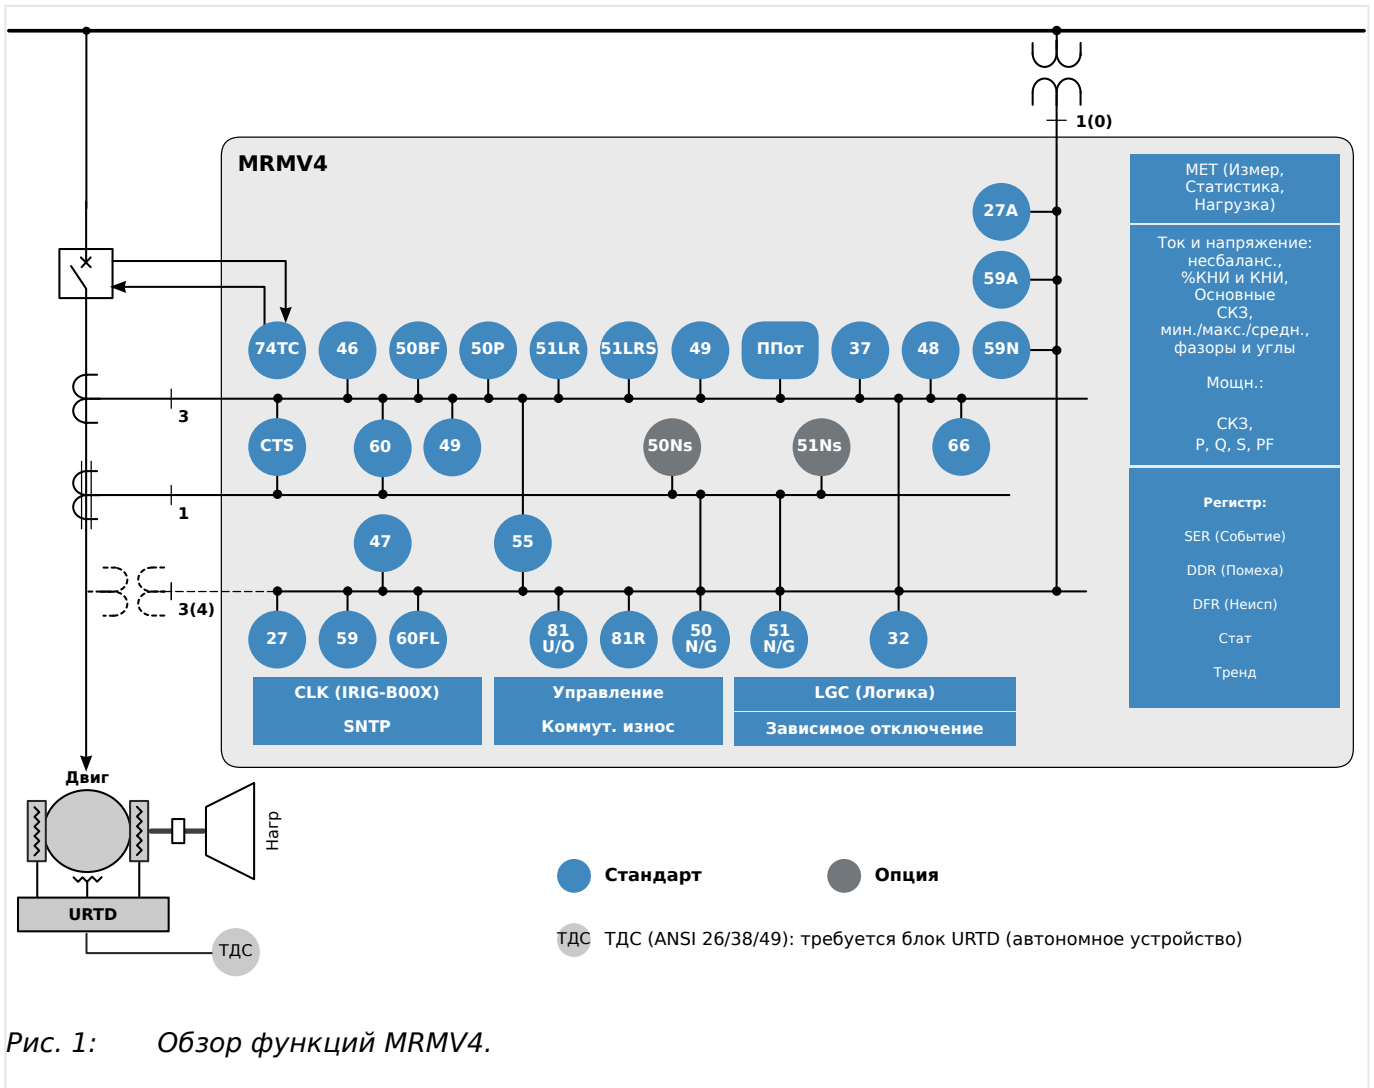 1(0)
MRMV4
МЕТ (Измер,
Статистика,
Нагрузка)
27A
Ток и напряжение:
несбаланс.,
%КНИ и КНИ,
Основные
СКЗ,
мин./макс./средн.,
фазоры и углы
Мощн.:
СКЗ,
P, Q, S, PF
59A
74TC
46
50BF
50P
51LR
51LRS
49
ППот
37
48
59N
3
CTS
60
49
50Ns
51Ns
66
1
47
55
Регистр:
SER (Событие)
DDR (Помеха)
DFR (Неисп)
Стат
Тренд
3(4)
27
59
60FL
81
U/O
81R
50
N/G
51
N/G
32
CLK (IRIG-B00X)
SNTP
Управление
Коммут. износ
LGC (Логика)
Зависимое отключение
Двиг
Нагр
URTD
ТДС
Стандарт
Опция
ТДС
ТДС (ANSI 26/38/49): требуется блок URTD (автономное устройство)
Рис. 1: Обзор функций MRMV4.